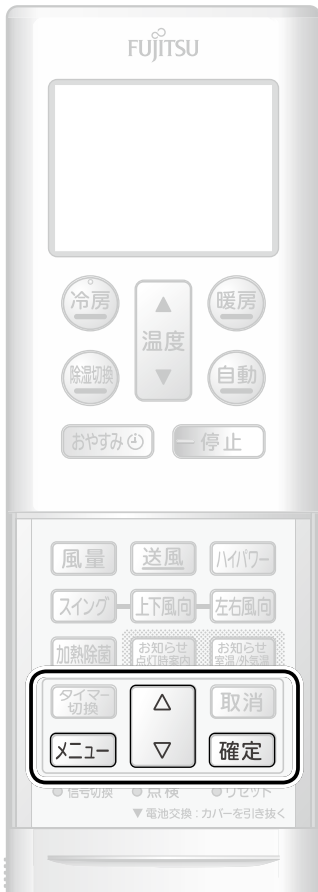 FUJITSU
冷房 ▲ 暖房
温度
除湿切換 ▼ 自動
おやすみ 停止
風量 送風 ハイパワー
スイング 上下風向 左右風向
加熱除菌 お知らせ お知らせ
点灯時案内 室温/外気温
タイマー
切換 △ 取消
メニュー ▽ 確定
信号切換 点検 リセット
▼電池交換:カバーを引き抜く